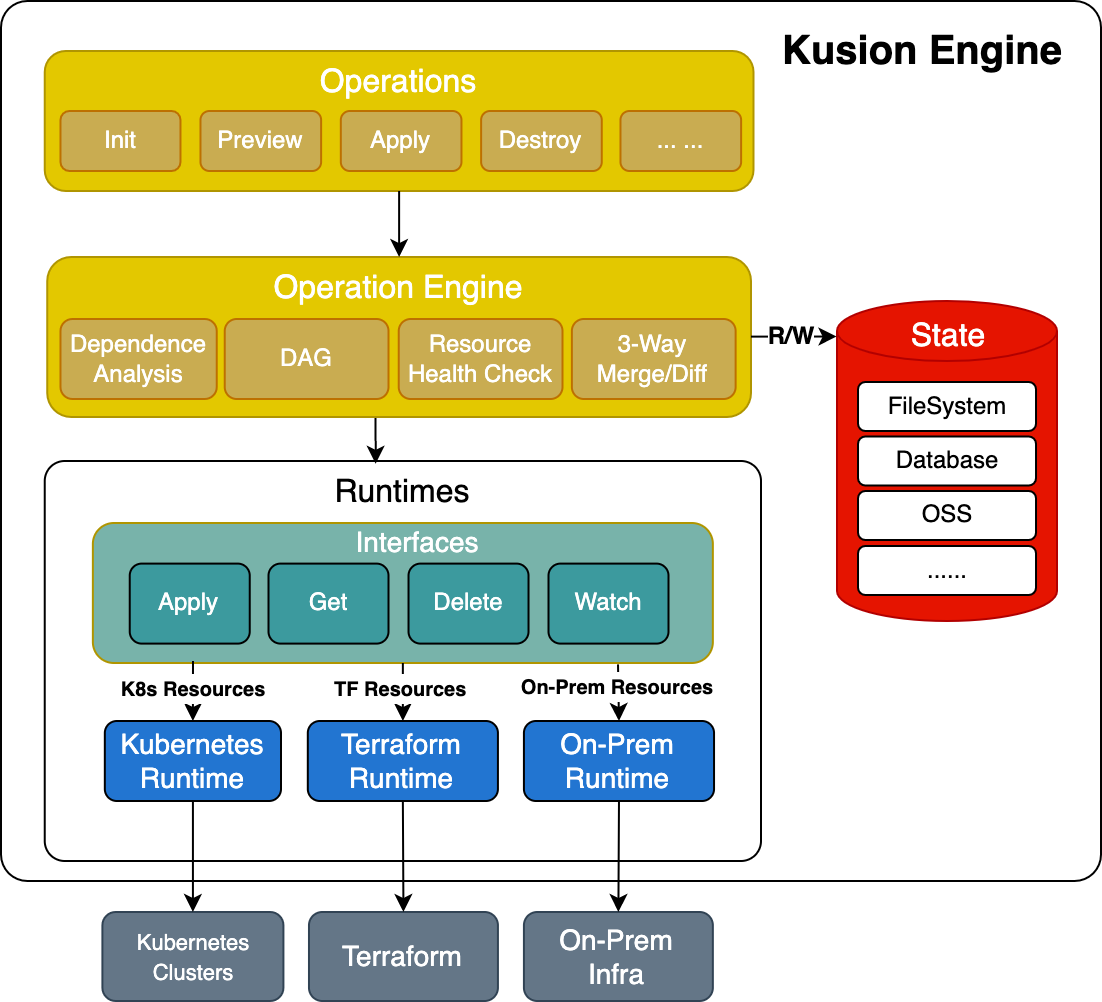 Kusion Engine
Operations
Init
Preview
Apply
Destroy
... ...
Operation Engine
Dependence
Analysis
DAG
Resource
Health Check
3-Way
Merge/Diff
R/W
State
FileSystem
Database
OSS
......
Runtimes
Interfaces
Apply
Get
Delete
Watch
K8s Resources
TF Resources
On-Prem Resources
Kubernetes
Runtime
Terraform
Runtime
On-Prem
Runtime
Kubernetes
Clusters
Terraform
On-Prem
Infra